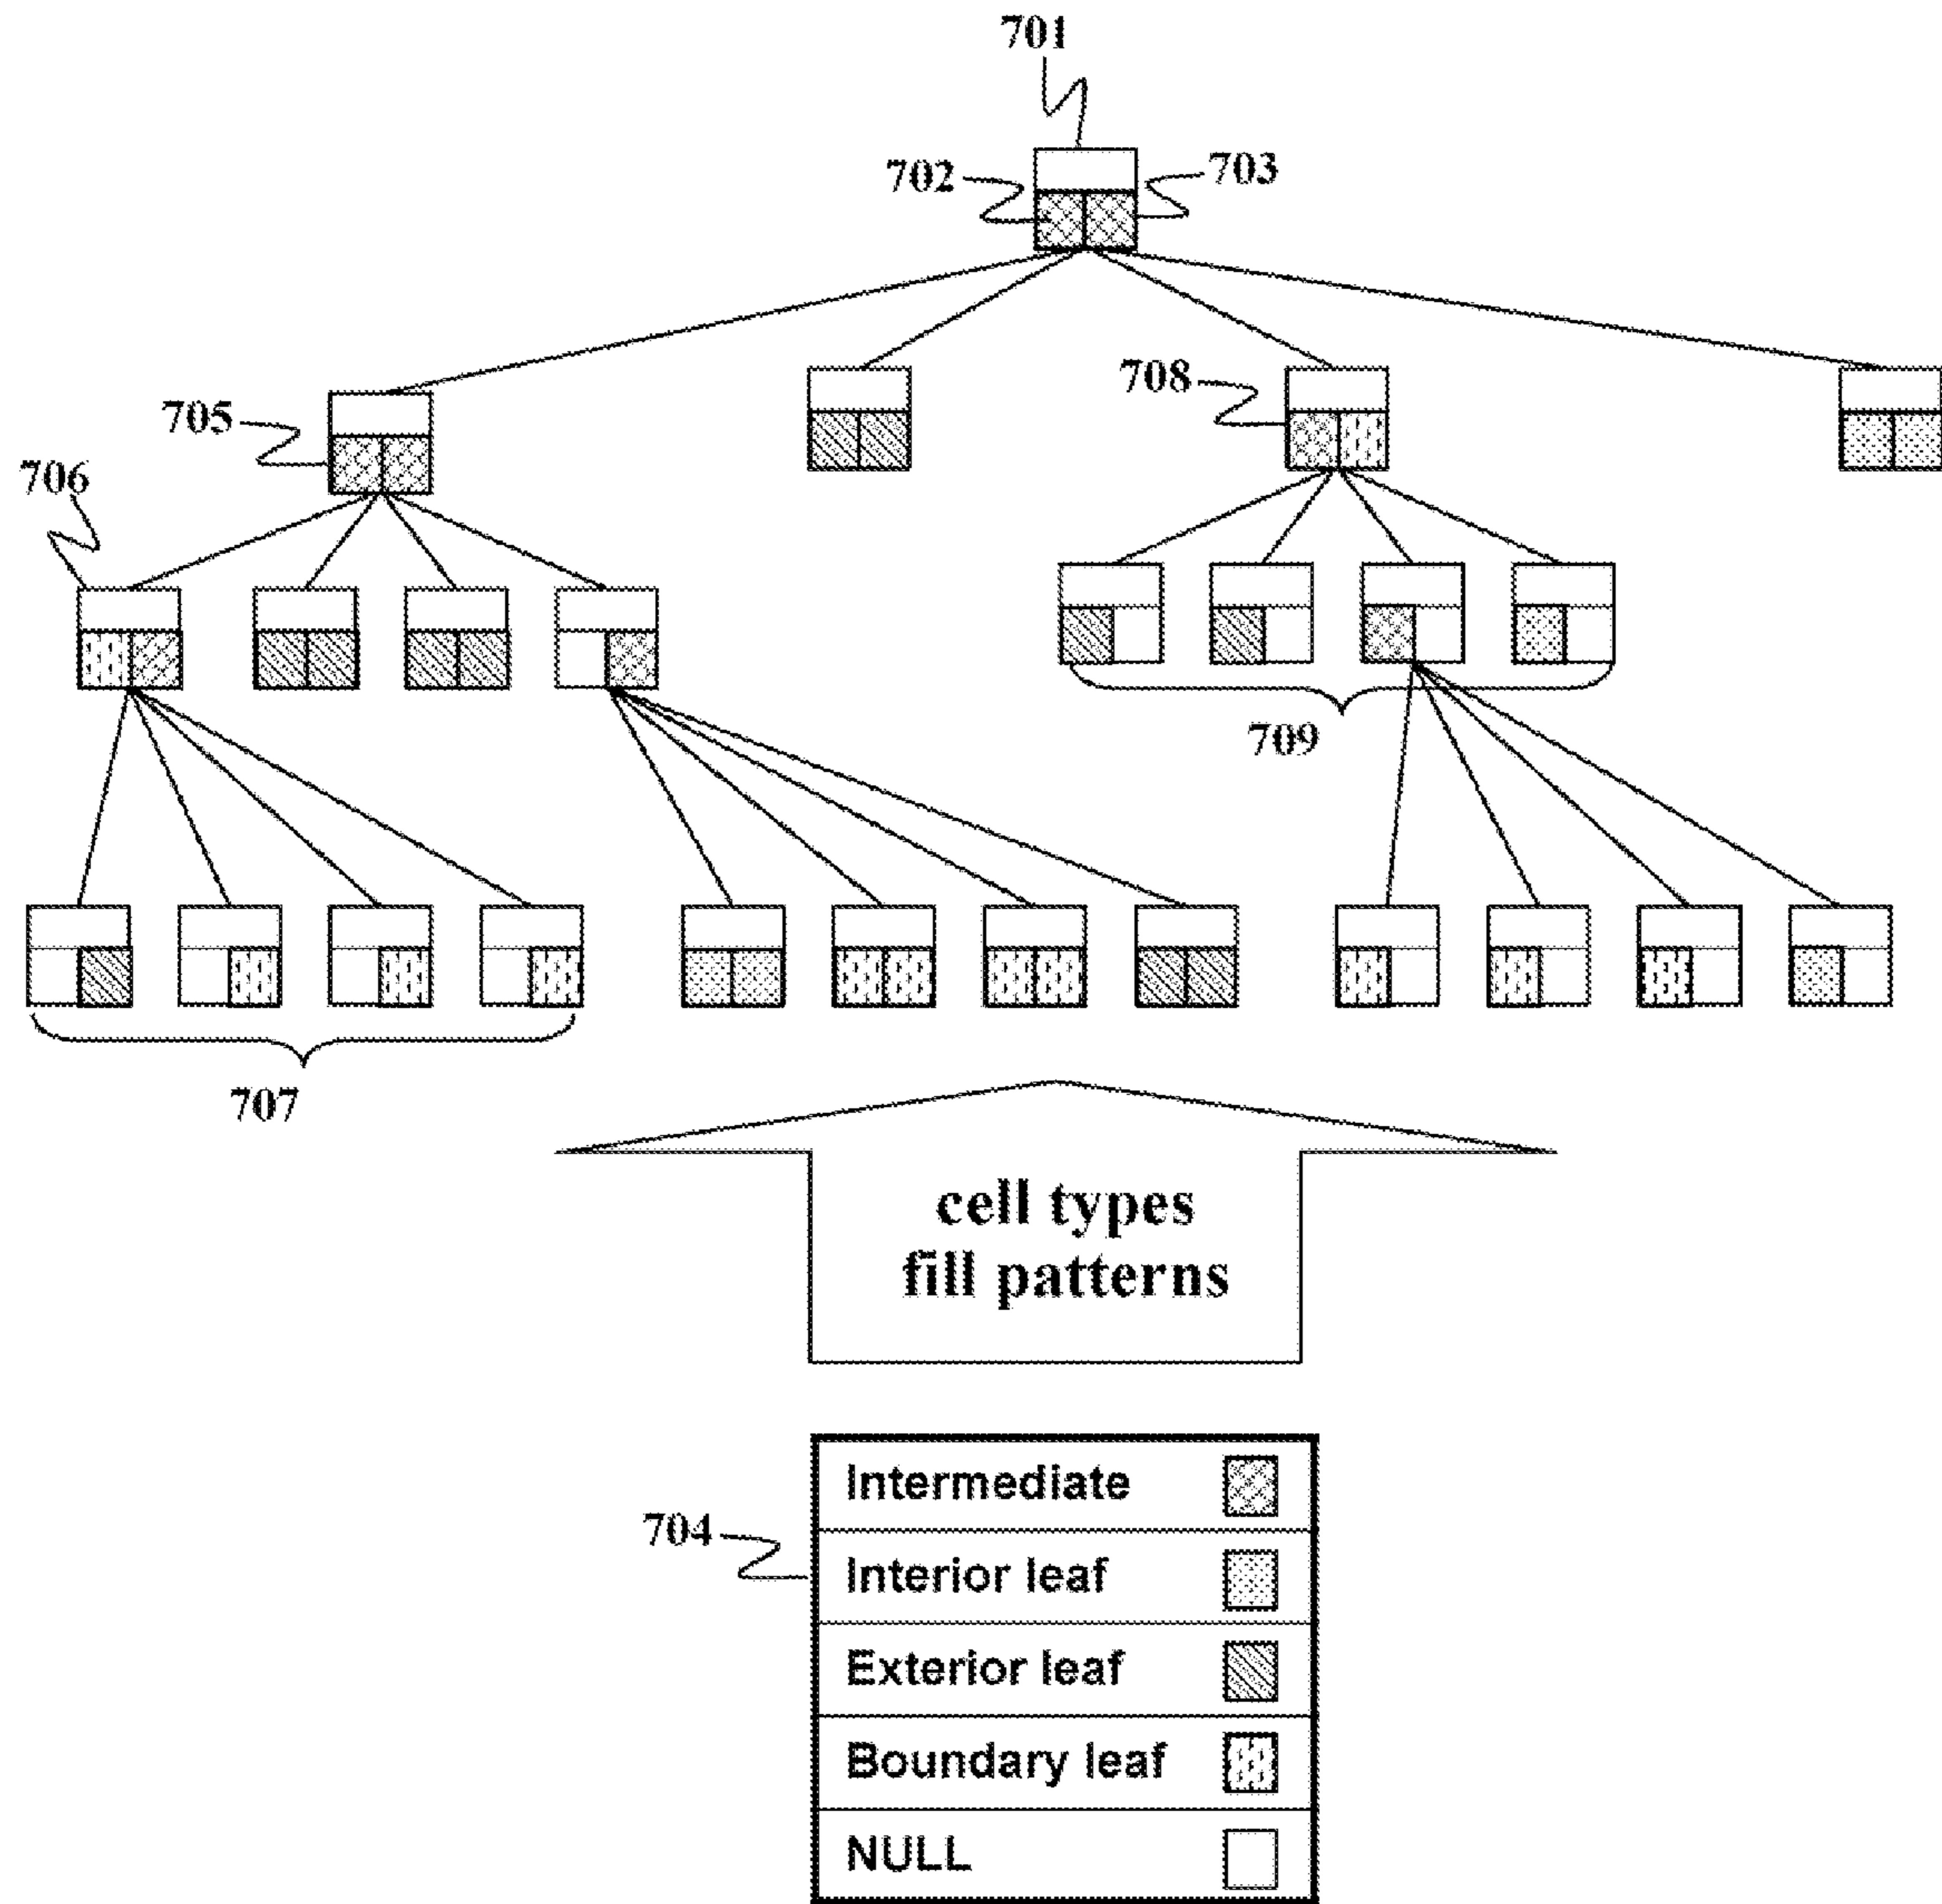 701
702
703
708
705
706
709
707
cell types
fill patterns
Intermediate
704
Interior leaf
Exterior leaf
Boundary leaf
NULL